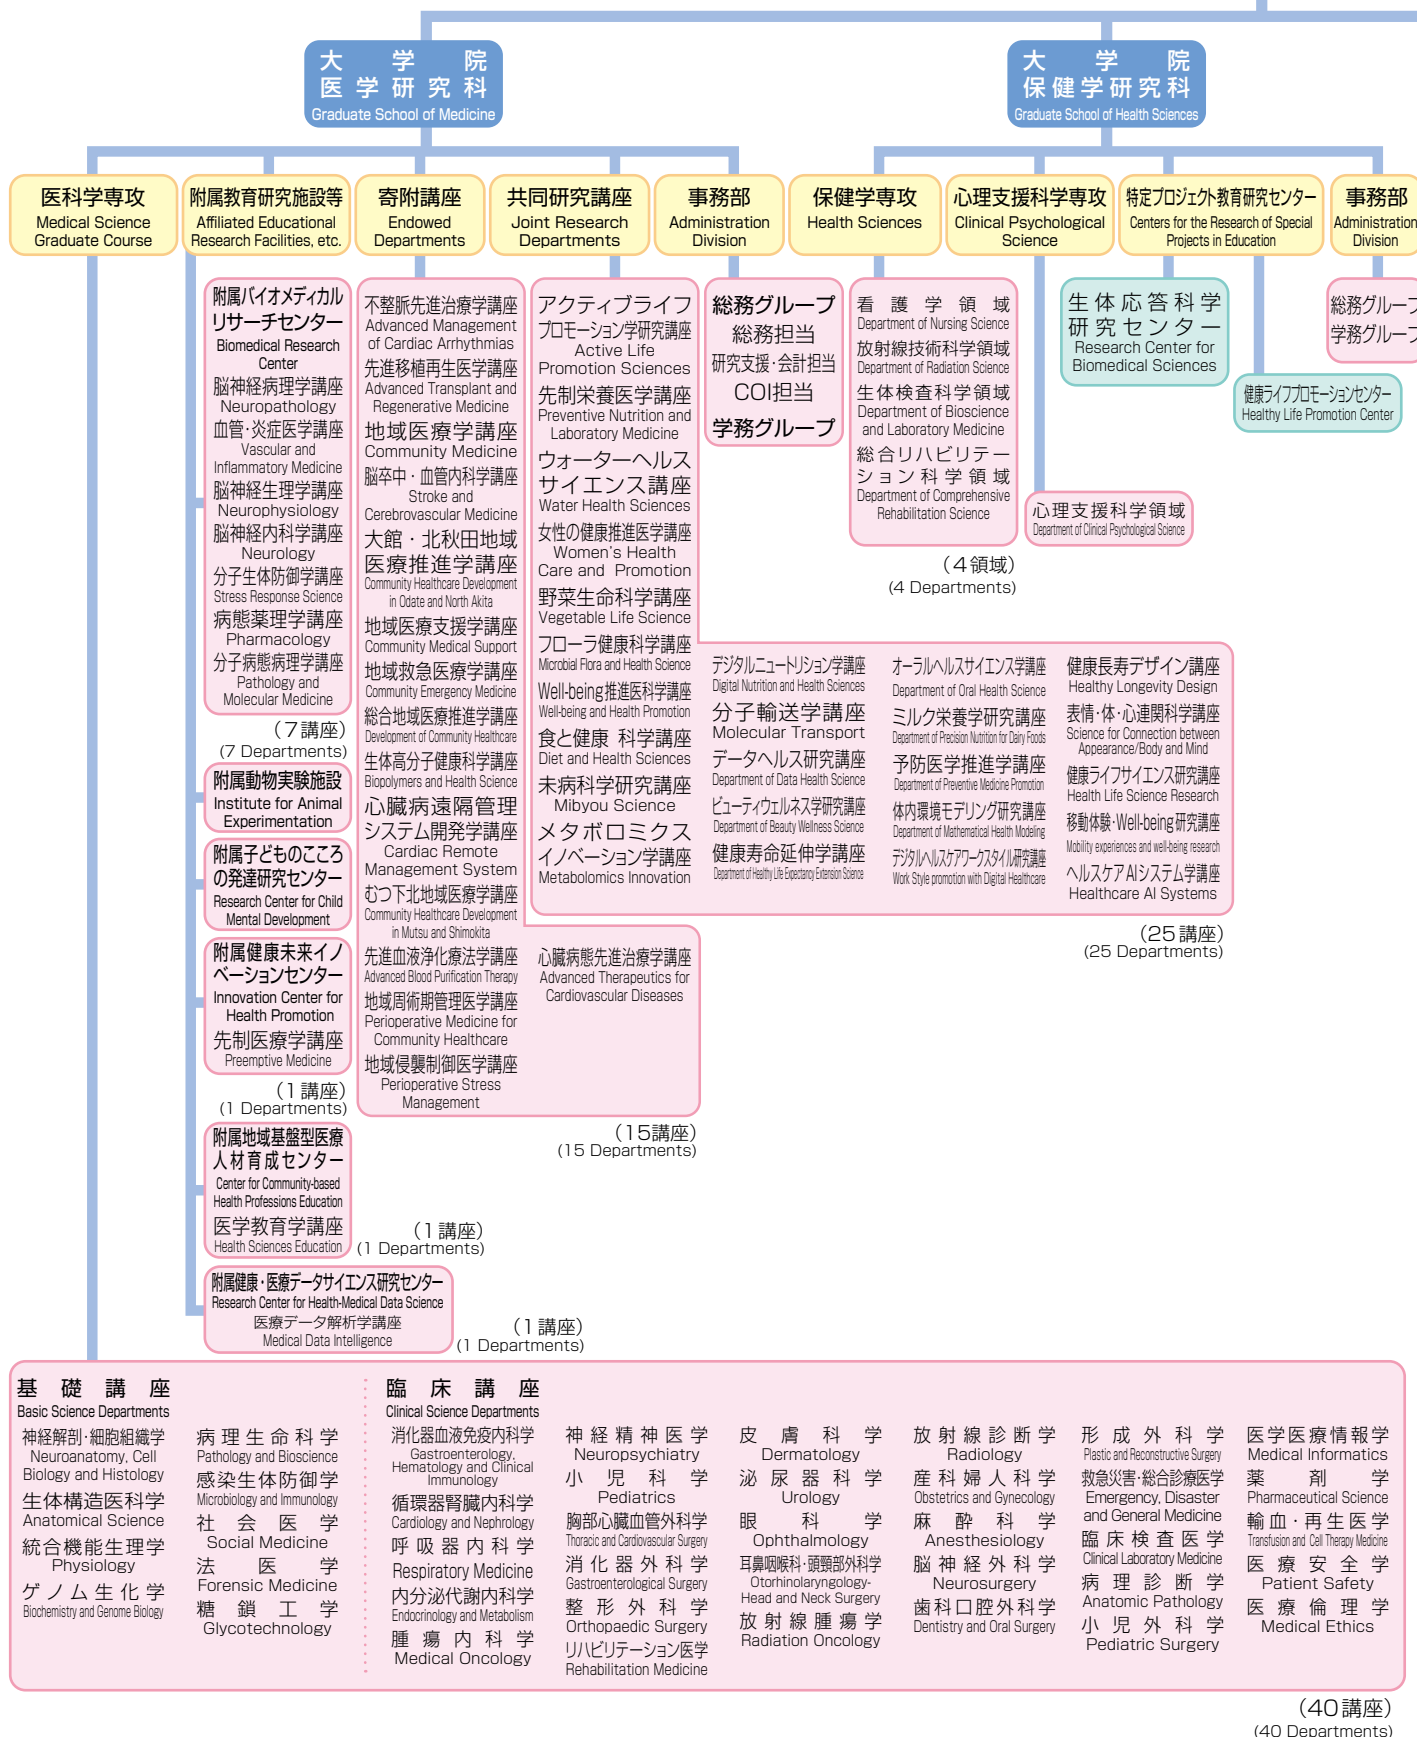 大学院
医学研究科
Graduate School of Medicine
大学院
保健学研究科
Graduate School of Health Sciences
医科学専攻
Medical Science
Graduate Course
附属教育研究施設等
Affiliated Educational
Research Facilities, etc.
寄附講座
Endowed
Departments
共同研究講座
Joint Research
Departments
事務部
Administration
Division
保健学専攻
Health Sciences
心理支援科学専攻
Clinical Psychological
Science
特定プロジェクト教育研究センター
Centers for the Research of Special
Projects in Education
事務部
Administration
Division
附属バイオメディカル
リサーチセンター
Biomedical Research
Center
脳神経病理学講座
Neuropathology
血管・炎症医学講座
Vascular and
Inflammatory Medicine
脳神経生理学講座
Neurophysiology
脳神経内科学講座
Neurology
分子生体防御学講座
Stress Response Science
病態薬理学講座
Pharmacology
分子病態病理学講座
Pathology and
Molecular Medicine
(7講座)
(7 Departments)
附属動物実験施設
Institute for Animal
Experimentation
附属子どものこころ
の発達研究センター
Research Center for Child
Mental Development
附属健康未来イノ
ベーションセンター
Innovation Center for
Health Promotion
先制医療学講座
Preemptive Medicine
(1講座)
(1 Departments)
附属地域基盤型医療
人材育成センター
Center for Community-based
Health Professions Education
医学教育学講座
Health Sciences Education
(1講座)
(1 Departments)
附属健康・医療データサイエンス研究センター
Research Center for Health-Medical Data Science
医療データ解析学講座
Medical Data Intelligence
(1講座)
(1 Departments)
不整脈先進治療学講座
Advanced Management
of Cardiac Arrhythmias
先進移植再生医学講座
Advanced Transplant and
Regenerative Medicine
地域医療学講座
Community Medicine
脳卒中・血管内科学講座
Stroke and
Cerebrovascular Medicine
大館・北秋田地域
医療推進学講座
Community Healthcare Development
in Odate and North Akita
地域医療支援学講座
Community Medical Support
地域救急医療学講座
Community Emergency Medicine
総合地域医療推進学講座
Development of Community Healthcare
生体高分子健康科学講座
Biopolymers and Health Science
心臓病遠隔管理
システム開発学講座
Cardiac Remote
Management System
むつ下北地域医療学講座
Community Healthcare Development
in Mutsu and Shimokita
先進血液浄化療法学講座
Advanced Blood Purification Therapy
地域周術期管理医学講座
Perioperative Medicine for
Community Healthcare
地域侵襲制御医学講座
Perioperative Stress
Management
心臓病態先進治療学講座
Advanced Therapeutics for
Cardiovascular Diseases
(15講座)
(15 Departments)
アクティブライフ
プロモーション学研究講座
Active Life
Promotion Sciences
先制栄養医学講座
Preventive Nutrition and
Laboratory Medicine
ウォーターヘルス
サイエンス講座
Water Health Sciences
女性の健康推進医学講座
Women's Health
Care and Promotion
野菜生命科学講座
Vegetable Life Science
フローラ健康科学講座
Microbial Flora and Health Science
Well-being推進医科学講座
Well-being and Health Promotion
食と健康 科学講座
Diet and Health Sciences
未病科学研究講座
Mibyou Science
メタボロミクス
イノベーション学講座
Metabolomics Innovation
デジタルニュートリション学講座
Digital Nutrition and Health Sciences
分子輸送学講座
Molecular Transport
データヘルス研究講座
Department of Data Health Science
ビューティウェルネス学研究講座
Department of Beauty Wellness Science
健康寿命延伸学講座
Department of Healthy Life Expectancy Extension Science
オーラルヘルスサイエンス学講座
Department of Oral Health Science
ミルク栄養学研究講座
Department of Precision Nutrition for Dairy Foods
予防医学推進学講座
Department of Preventive Medicine Promotion
体内環境モデリング研究講座
Department of Mathematical Health Modeling
デジタルヘルスケアワークスタイル研究講座
Work Style promotion with Digital Healthcare
健康長寿デザイン講座
Healthy Longevity Design
表情・体・心連関科学講座
Science for Connection between
Appearance/Body and Mind
健康ライフサイエンス研究講座
Health Life Science Research
移動体験・Well-being研究講座
Mobility experiences and well-being research
ヘルスケアAIシステム学講座
Healthcare AI Systems
(25講座)
(25 Departments)
総務グループ
総務担当
研究支援・会計担当
COI担当
学務グループ
看護学領域
Department of Nursing Science
放射線技術科学領域
Department of Radiation Science
生体検査科学領域
Department of Bioscience
and Laboratory Medicine
総合リハビリテー
ション科学領域
Department of Comprehensive
Rehabilitation Science
(4領域)
(4 Departments)
心理支援科学領域
Department of Clinical Psychological Science
生体応答科学
研究センター
Research Center for
Biomedical Sciences
健康ライフプロモーションセンター
Healthy Life Promotion Center
総務グループ
学務グループ
基礎講座
Basic Science Departments
神経解剖・細胞組織学
Neuroanatomy, Cell
Biology and Histology
生体構造医科学
Anatomical Science
統合機能生理学
Physiology
ゲノム生化学
Biochemistry and Genome Biology
病理生命科学
Pathology and Bioscience
感染生体防御学
Microbiology and Immunology
社会医学
Social Medicine
法医学
Forensic Medicine
糖鎖工学
Glycotechnology
臨床講座
Clinical Science Departments
消化器血液免疫内科学
Gastroenterology,
Hematology and Clinical
Immunology
循環器腎臓内科学
Cardiology and Nephrology
呼吸器内科学
Respiratory Medicine
内分泌代謝内科学
Endocrinology and Metabolism
腫瘍内科学
Medical Oncology
神経精神医学
Neuropsychiatry
小児科学
Pediatrics
胸部心臓血管外科学
Thoracic and Cardiovascular Surgery
消化器外科学
Gastroenterological Surgery
整形外科学
Orthopaedic Surgery
リハビリテーション医学
Rehabilitation Medicine
皮膚科学
Dermatology
泌尿器科学
Urology
眼科学
Ophthalmology
耳鼻咽喉科・頭頸部外科学
Otorhinolaryngology-
Head and Neck Surgery
放射線腫瘍学
Radiation Oncology
放射線診断学
Radiology
産科婦人科学
Obstetrics and Gynecology
麻酔科学
Anesthesiology
脳神経外科学
Neurosurgery
歯科口腔外科学
Dentistry and Oral Surgery
形成外科学
Plastic and Reconstructive Surgery
救急災害・総合診療医学
Emergency, Disaster
and General Medicine
臨床検査医学
Clinical Laboratory Medicine
病理診断学
Anatomic Pathology
小児外科学
Pediatric Surgery
医学医療情報学
Medical Informatics
薬剤学
Pharmaceutical Science
輸血・再生医学
Transfusion and Cell Therapy Medicine
医療安全学
Patient Safety
医療倫理学
Medical Ethics
(40講座)
(40 Departments)